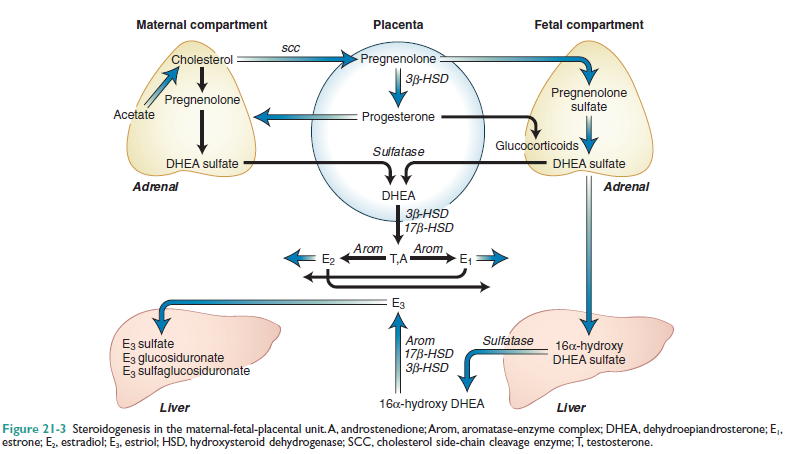 Maternal compartment
Placenta
Fetal compartment
Cholesterol
scc
Pregnenolone
3β-HSD
Pregnenolone
Acetate
Pregnenolone
sulfate
Progesterone
Glucocorticoids
DHEA sulfate
Sulfatase
DHEA sulfate
Adrenal
Adrenal
DHEA
3β-HSD
17β-HSD
E₂ Arom T,A Arom E₁
E₃
E₃ sulfate
E₃ glucosiduronate
E₃ sulfaglucosiduronate
Arom
17β-HSD
3β-HSD
Sulfatase
16α-hydroxy
DHEA sulfate
16α-hydroxy DHEA
Liver
Liver
Figure 21-3 Steroidogenesis in the maternal-fetal-placental unit. A, androstenedione; Arom, aromatase-enzyme complex; DHEA, dehydroepiandrosterone; E₁,
estrone; E₂, estradiol; E₃, estriol; HSD, hydroxysteroid dehydrogenase; SCC, cholesterol side-chain cleavage enzyme; T, testosterone.